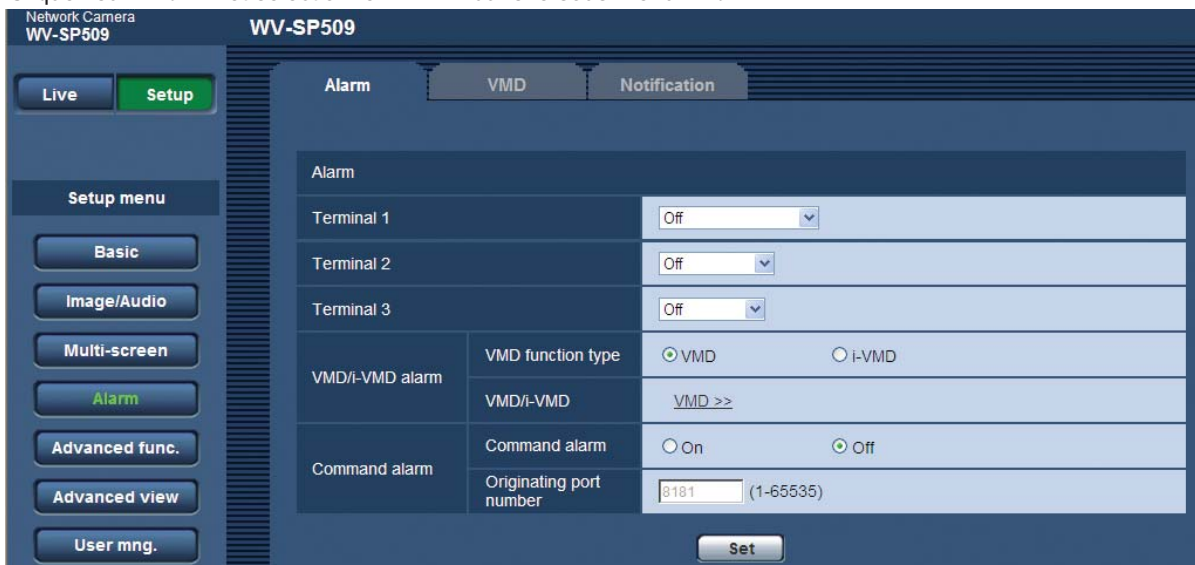 Network Camera
WV-SP509
WV-SP509
Live
Setup
Alarm
VMD
Notification
Setup menu
Basic
Image/Audio
Multi-screen
Alarm
Advanced func.
Advanced view
User mng.
Alarm
Terminal 1
Off
Terminal 2
Off
Terminal 3
Off
VMD/i-VMD alarm
VMD function type
VMD
i-VMD
VMD/i-VMD
VMD >>
Command alarm
Command alarm
On
Off
Originating port
number
8181
(1-65535)
Set